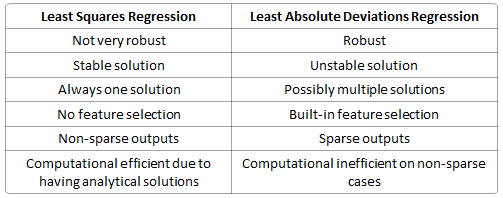 Least Squares Regression Least Absolute Deviations Regression
Not very robust Robust
Stable solution Unstable solution
Always one solution Possibly multiple solutions
No feature selection Built-in feature selection
Non-sparse outputs Sparse outputs
Computational efficient due to Computational inefficient on non-sparse
having analytical solutions cases